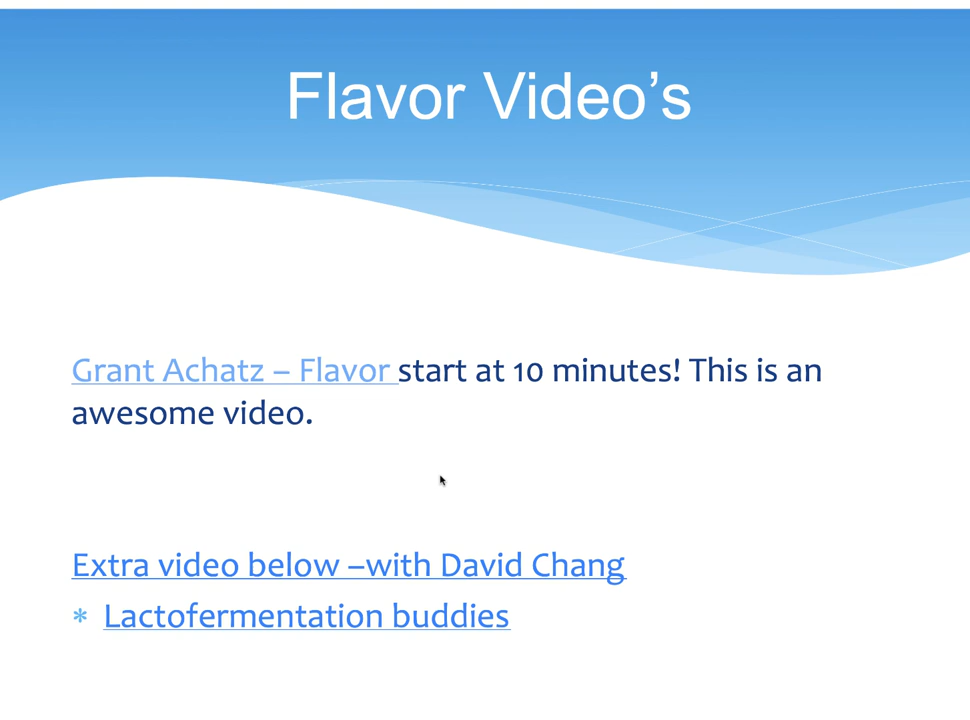 Flavor Video’s
Grant Achatz – Flavor start at 10 minutes! This is an
awesome video.
Extra video below –with David Chang
* Lactofermentation buddies